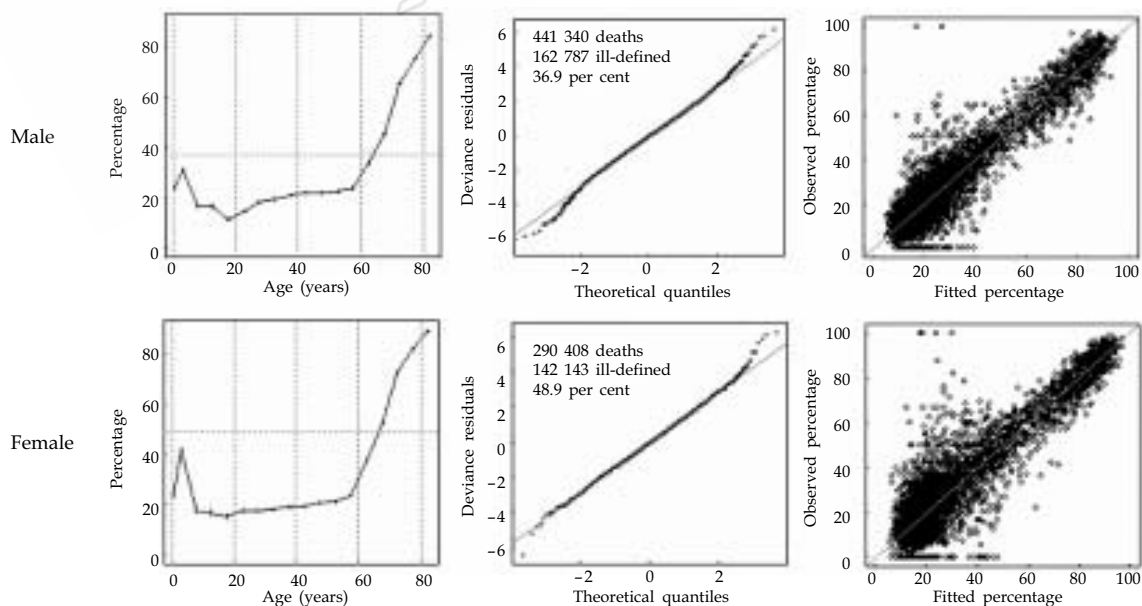 Male
Percentage
80
60
40
20
0
0 20 40 60 80
Age (years)
Deviance residuals
6
4
2
0
−2
−4
−6
441 340 deaths
162 787 ill-defined
36.9 per cent
−2 0 2
Theoretical quantiles
Observed percentage
100
80
60
40
20
0
0 20 40 60 80 100
Fitted percentage
Female
Percentage
80
60
40
20
0
0 20 40 60 80
Age (years)
Deviance residuals
6
4
2
0
−2
−4
−6
290 408 deaths
142 143 ill-defined
48.9 per cent
−2 0 2
Theoretical quantiles
Observed percentage
100
80
60
40
20
0
0 20 40 60 80 100
Fitted percentage